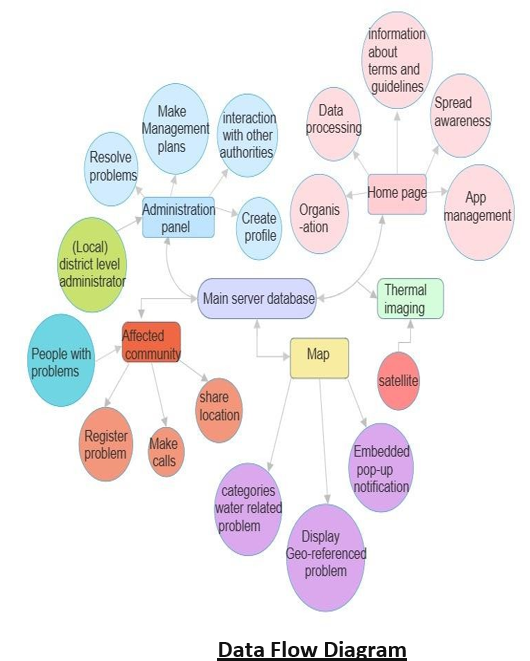 information
about
terms and
guidelines
Make
Management
plans
interaction
with other
authorities
Data
processing
Spread
awareness
Resolve
problems
Administration
panel
Create
profile
Home page
Organis
-ation
App
management
(Local)
district level
administrator
Main server database
Thermal
imaging
People with
problems
Affected
community
Map
satellite
share
location
Register
problem
Make
calls
Embedded
pop-up
notification
categories
water related
problem
Display
Geo-referenced
problem
Data Flow Diagram